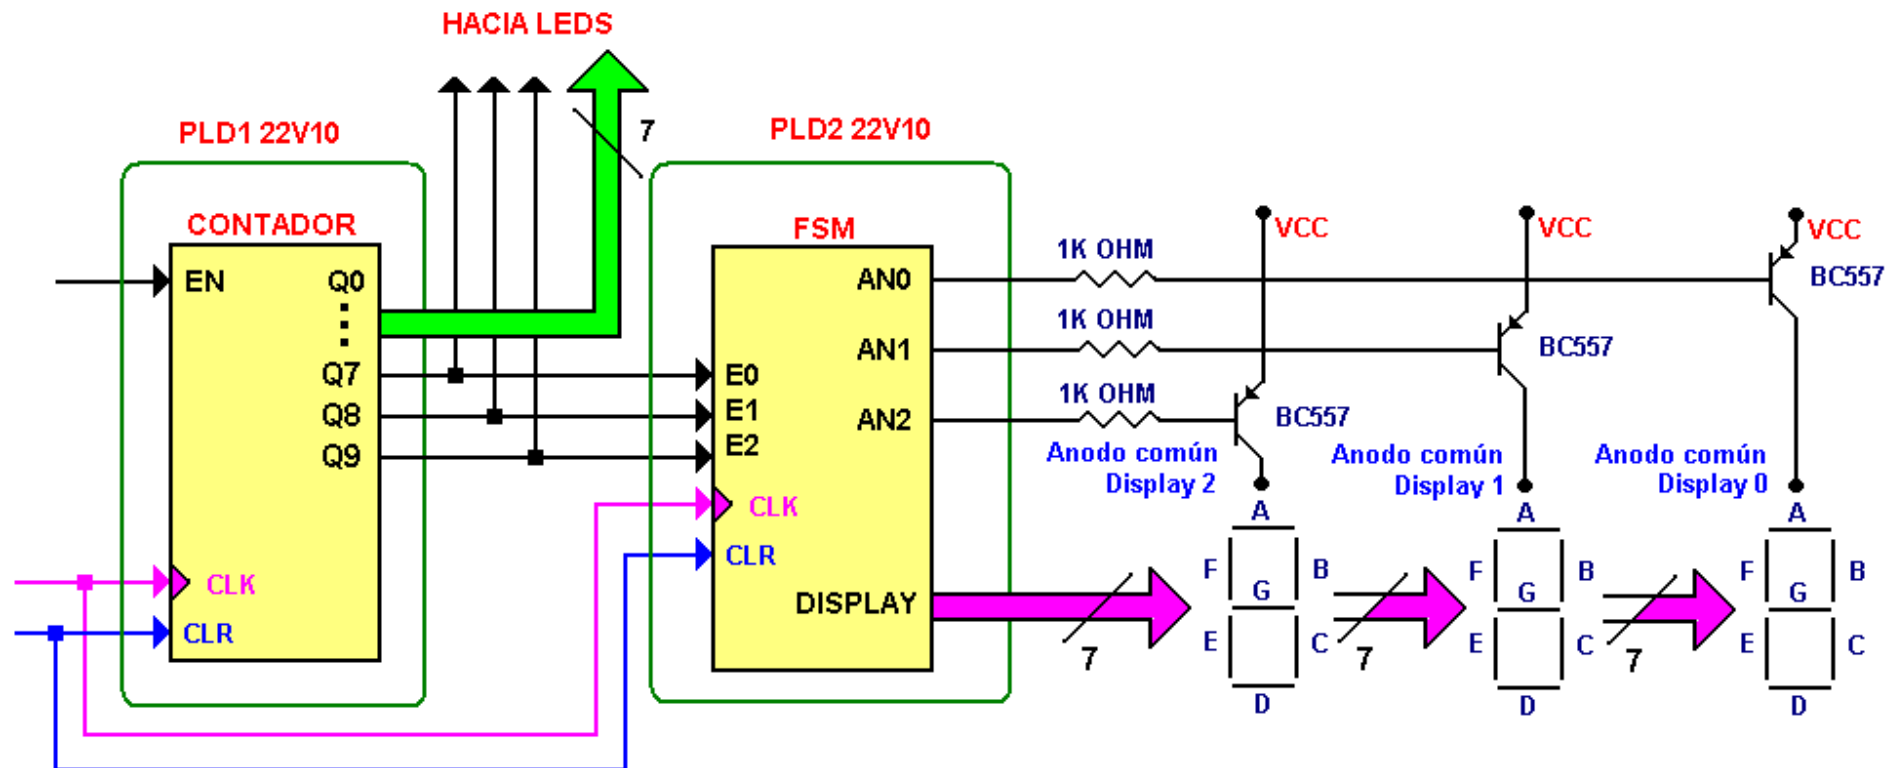 HACIA LEDS
7
PLD1 22V10
PLD2 22V10
CONTADOR
EN
Q0
Q7
Q8
Q9
CLK
CLR
FSM
E0
E1
E2
CLK
CLR
AN0
AN1
AN2
DISPLAY
1K OHM
1K OHM
1K OHM
VCC
VCC
VCC
BC557
BC557
BC557
Anodo común
Display 2
Anodo común
Display 1
Anodo común
Display 0
A
F
B
G
E
C
D
7
A
F
B
G
E
C
D
7
A
F
B
G
E
C
D
7